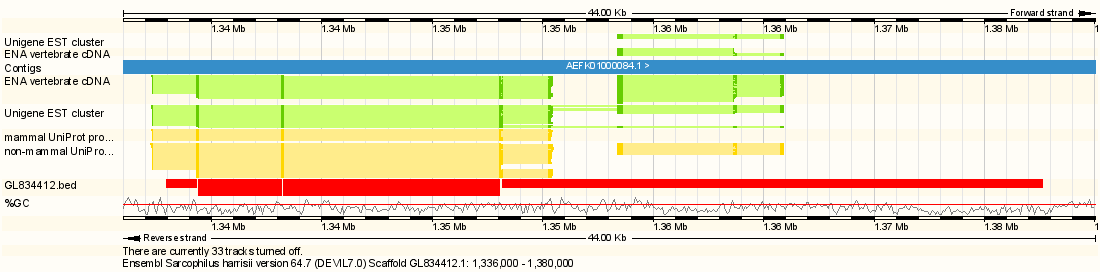 44.00 Kb Forward strand
1.34 Mb 1.34 Mb 1.35 Mb 1.35 Mb 1.36 Mb 1.36 Mb 1.37 Mb 1.38 Mb 1
Unigene EST cluster
ENA vertebrate cDNA
Contigs AEFK01000084.1 >
ENA vertebrate cDNA
Unigene EST cluster
mammal UniProt pro...
non-mammal UniPro...
GL834412.bed
%GC
1.34 Mb 1.34 Mb 1.35 Mb 1.35 Mb 1.36 Mb 1.36 Mb 1.37 Mb 1.38 Mb 1
Reverse strand 44.00 Kb
There are currently 33 tracks turned off.
Ensembl Sarcophilus harrisii version 64.7 (DEVIL7.0) Scaffold GL834412.1: 1,336,000 - 1,380,000